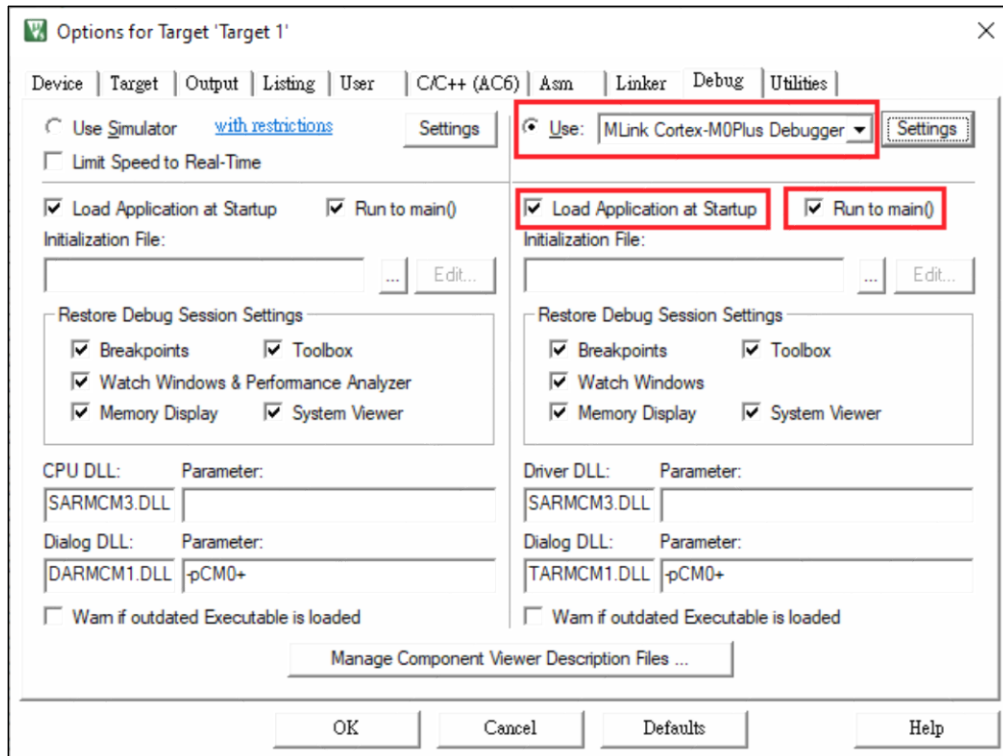 Options for Target 'Target 1'
Device Target Output Listing User C/C++ (AC6) Asm Linker Debug Utilities
Use Simulator with restrictions Settings Use: MLink Cortex-M0Plus Debugger Settings
Limit Speed to Real-Time
Load Application at Startup Run to main() Load Application at Startup Run to main()
Initialization File: Initialization File:
... Edit... ... Edit...
Restore Debug Session Settings Restore Debug Session Settings
Breakpoints Toolbox Breakpoints Toolbox
Watch Windows & Performance Analyzer Watch Windows
Memory Display System Viewer Memory Display System Viewer
CPU DLL: Parameter: Driver DLL: Parameter:
SARMCM3.DLL SARMCM3.DLL
Dialog DLL: Parameter: Dialog DLL: Parameter:
DARMCM1.DLL -pCM0+ TARMCM1.DLL -pCM0+
Warn if outdated Executable is loaded Warn if outdated Executable is loaded
Manage Component Viewer Description Files ...
OK Cancel Defaults Help